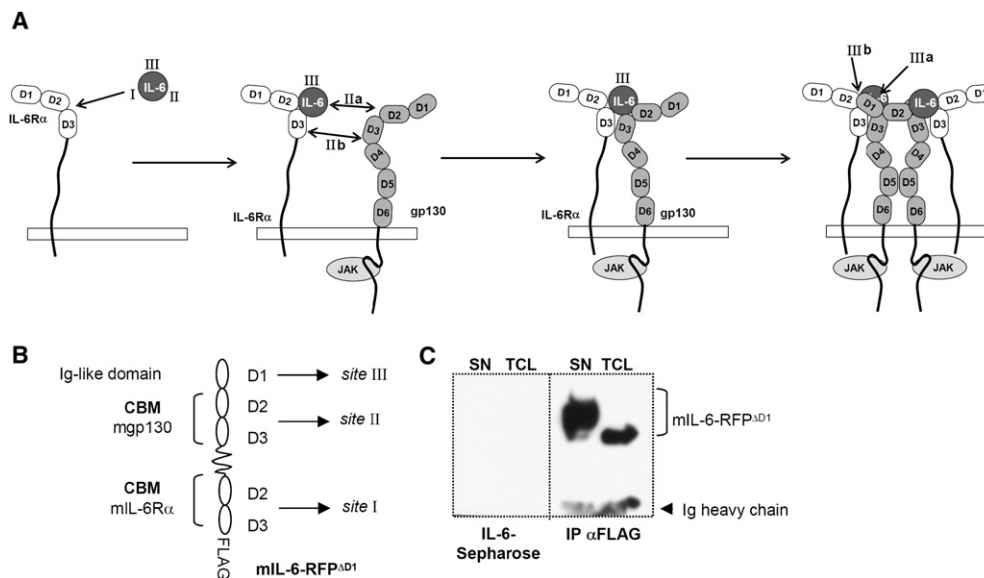 A
III
D1 D2 I IL-6 II
IL-6Rα D3
III
D1 D2 IL-6 IIa D2 D1
D3 IIb D3
D4
D5
IL-6Rα D6 gp130
JAK
III
D1 D2 IL-6 D2 D1
D3 D3
D4
D5
IL-6Rα D6 gp130
JAK
IIIb IIIa
D1 D2 D1 D2 IL-6 D2 D1
D3 D3 D3 D3
D4 D4
D5 D5
D6 D6
JAK JAK
B
Ig-like domain D1 site III
CBM D2
mgp130 site II
D3
CBM D2
mIL-6Rα site I
D3
FLAG
mIL-6-RFPΔD1
C
SN TCL SN TCL
mIL-6-RFPΔD1
Ig heavy chain
IL-6- IP αFLAG
Sepharose